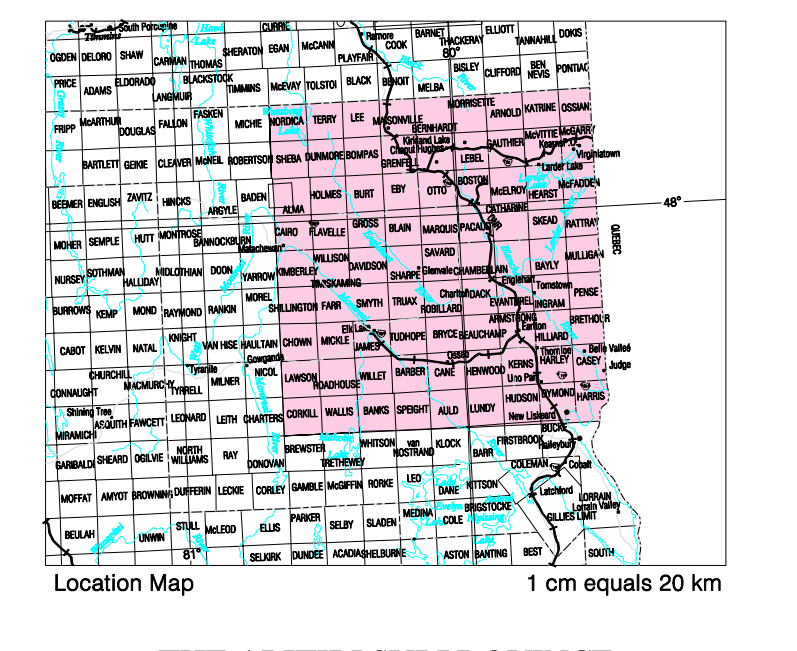 South Porcupine
Timmins
CURRIE
Ramore
BARNET
ELLIOTT
DOKIS
OGDEN DELORO SHAW CARMAN THOMAS SHERATON EGAN McCANN PLAYFAIR COOK THACKERAY TANNAHILL
80°
PRICE ADAMS ELDORADO LANGMUIR BLACKSTOCK TIMMINS McEVAY TOLSTOI BLACK BENOIT MELBA BISLEY CLIFFORD BEN NEVIS PONTIAC
FRIPP McARTHUR DOUGLAS FALLON FASKEN MICHIE NORDICA TERRY LEE MAISONVILLE BERNHARDT MORRISETTE ARNOLD KATRINE OSSIAN
Kirkland Lake
Chaput Hughes
GAUTHIER McVITTIE McGARRY
Kearns
Virginiatown
BARTLETT GEIKIE CLEAVER McNEIL ROBERTSON SHEBA DUNMORE BOMPAS GRENFELL LEBEL
Larder Lake
BEEMER ENGLISH ZAVITZ HINCKS ARGYLE BADEN ALMA HOLMES BURT EBY OTTO BOSTON McELROY HEARST McFADDEN
48°
CATHARINE
MOHER SEMPLE HUTT MONTROSE BANNOCKBURN CAIRO FLAVELLE GROSS BLAIN MARQUIS PACAUD SKEAD RATTRAY
Matachewan
QUEBEC
NURSEY SOTHMAN HALLIDAY MIDLOTHIAN DOON YARROW KIMBERLEY WILLISON DAVIDSON SHARPE SAVARD CHAMBERLAIN BAYLY MULLIGAN
TIMISKAMING
Englehart
Tomstown
BURROWS KEMP MOND RAYMOND RANKIN MOREL SHILLINGTON FARR SMYTH TRUAX ROBILLARD DACK EVANTUREL INGRAM PENSE
Charlton
Elk Lake
ARMSTRONG
Earlton
BRETHOUR
CABOT KELVIN NATAL KNIGHT VAN HISE HAULTAIN CHOWN MICKLE JAMES TUDHOPE BRYCE BEAUCHAMP HILLIARD
Gowganda
Osseo
Thornloe
Belle Vallee
Judge
CONNAUGHT CHURCHILL MACMURCHY TYRRELL MILNER NICOL LAWSON ROADHOUSE WILLET BARBER CANE HENWOOD KERNS HARLEY CASEY
Tyranite
Uno Park
Shining Tree
MIRAMICHI ASQUITH FAWCETT LEONARD LEITH CHARTERS CORKILL WALLIS BANKS SPEIGHT AULD LUNDY HUDSON DYMOND HARRIS
New Liskeard
BUCKE
Haileybury
GARIBALDI SHEARD OGILVIE NORTH WILLIAMS RAY DONOVAN BREWSTER TRETHEWEY WHITSON van NOSTRAND KLOCK BARR FIRSTBROOK
COLEMAN
Cobalt
MOFFAT AMYOT BROWNING DUFFERIN LECKIE CORLEY GAMBLE McGIFFIN RORKE LEO DANE KITTSON
Latchford
LORRAIN
Lorrain Valley
BEULAH UNWIN STULL McLEOD ELLIS PARKER SELBY SLADEN MEDINA COLE BRIGSTOCKE GILLIES LIMIT
81°
SELKIRK DUNDEE ACADIA SHELBURNE ASTON BANTING BEST SOUTH
Location Map
1 cm equals 20 km